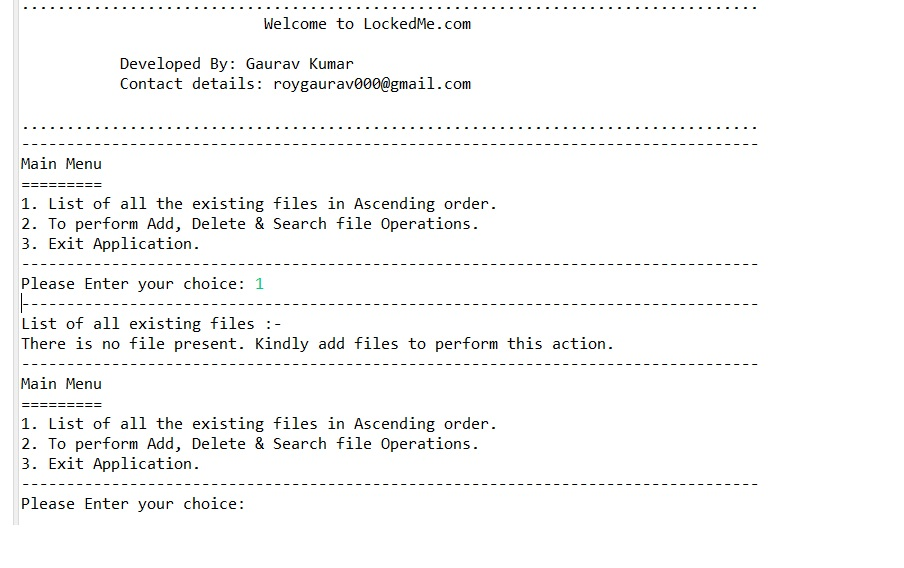 ..................................................................................
Welcome to LockedMe.com
Developed By: Gaurav Kumar
Contact details: roygaurav000@gmail.com
..................................................................................
----------------------------------------------------------------------------------
Main Menu
=========
1. List of all the existing files in Ascending order.
2. To perform Add, Delete & Search file Operations.
3. Exit Application.
----------------------------------------------------------------------------------
Please Enter your choice: 1
----------------------------------------------------------------------------------
List of all existing files :-
There is no file present. Kindly add files to perform this action.
----------------------------------------------------------------------------------
Main Menu
=========
1. List of all the existing files in Ascending order.
2. To perform Add, Delete & Search file Operations.
3. Exit Application.
----------------------------------------------------------------------------------
Please Enter your choice: